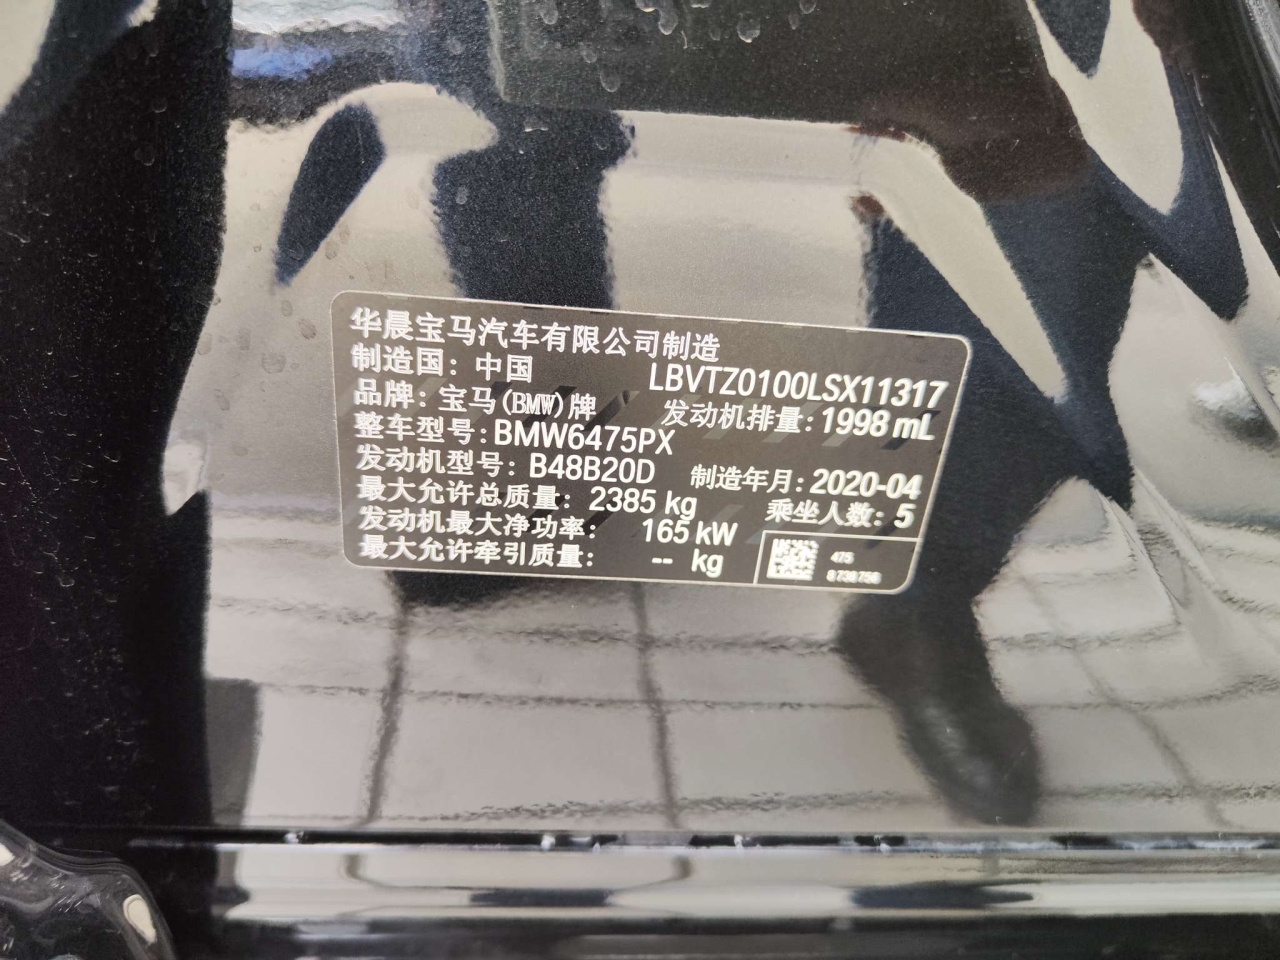 华晨宝马汽车有限公司制造
制造国：中国 LBVTZ0100LSX11317
品牌：宝马(BMW)牌 发动机排量：1998 mL
整车型号：BMW6475PX
发动机型号：B48B20D 制造年月：2020-04
最大允许总质量：2385 kg 乘坐人数：5
发动机最大净功率：165 kW
最大允许牵引质量：-- kg
475
8738758